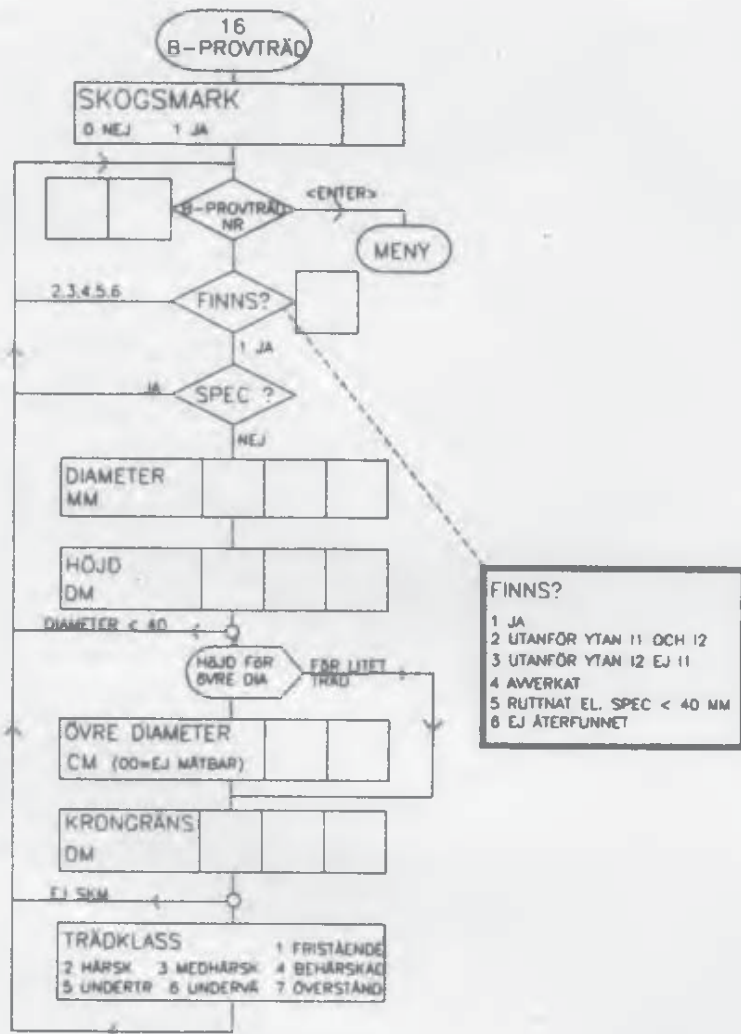 16
B-PROVTRÄD
SKOGSMARK
0 NEJ 1 JA
B-PROVTRÄD
NR
<ENTER>
MENY
2,3,4,5,6
FINNS?
1 JA
JA
SPEC ?
NEJ
DIAMETER
MM
HÖJD
DM
DIAMETER < 40
HÖJD FÖR
ÖVRE DIA
FÖR LITET
TRÄD
ÖVRE DIAMETER
CM (00=EJ MÄTBAR)
KRONGRÄNS
DM
EJ SKM
TRÄDKLASS
1 FRISTÅENDE
2 HÄRSK 3 MEDHÄRSK 4 BEHÄRSKAD
5 UNDERTR 6 UNDERVÄ 7 ÖVERSTÅND
FINNS?
1 JA
2 UTANFÖR YTAN I1 OCH I2
3 UTANFÖR YTAN I2 EJ I1
4 AVVERKAT
5 RUTTNAT EL. SPEC < 40 MM
6 EJ ÅTERFUNNET